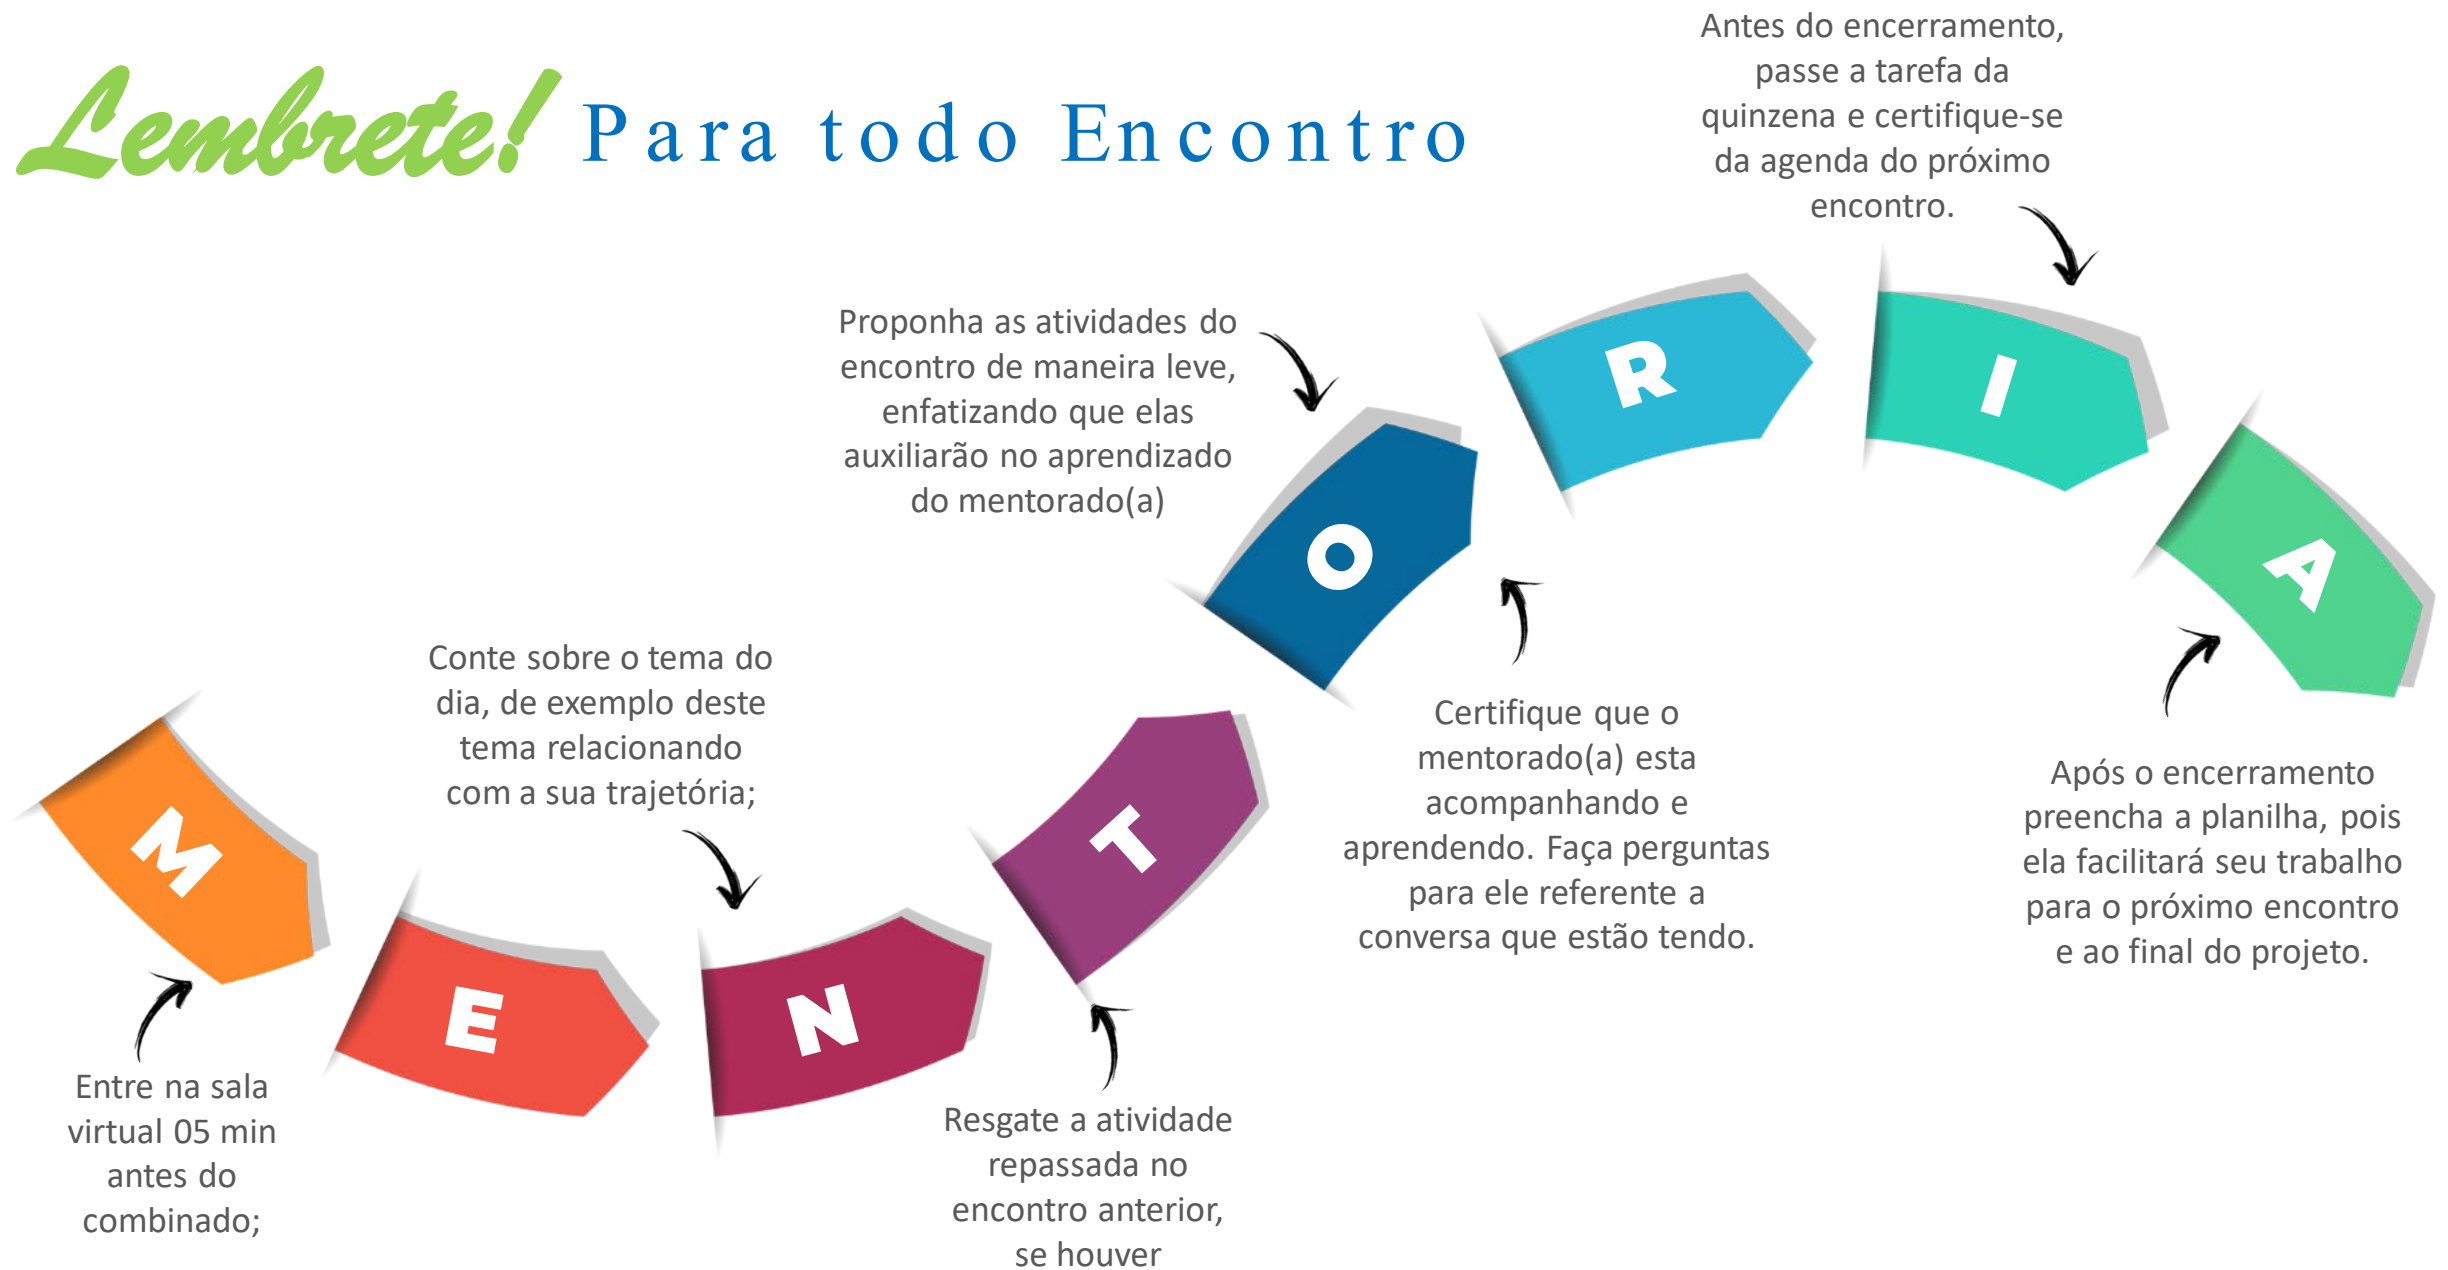 Lembrete! Para todo Encontro
Antes do encerramento,
passe a tarefa da
quinzena e certifique-se
da agenda do próximo
encontro.
Proponha as atividades do
encontro de maneira leve,
enfatizando que elas
auxiliarão no aprendizado
do mentorado(a)
Conte sobre o tema do
dia, de exemplo deste
tema relacionando
com a sua trajetória;
M
E
N
T
O
R
I
A
Entre na sala
virtual 05 min
antes do
combinado;
Resgate a atividade
repassada no
encontro anterior,
se houver
Certifique que o
mentorado(a) esta
acompanhando e
aprendendo. Faça perguntas
para ele referente a
conversa que estão tendo.
Após o encerramento
preencha a planilha, pois
ela facilitará seu trabalho
para o próximo encontro
e ao final do projeto.